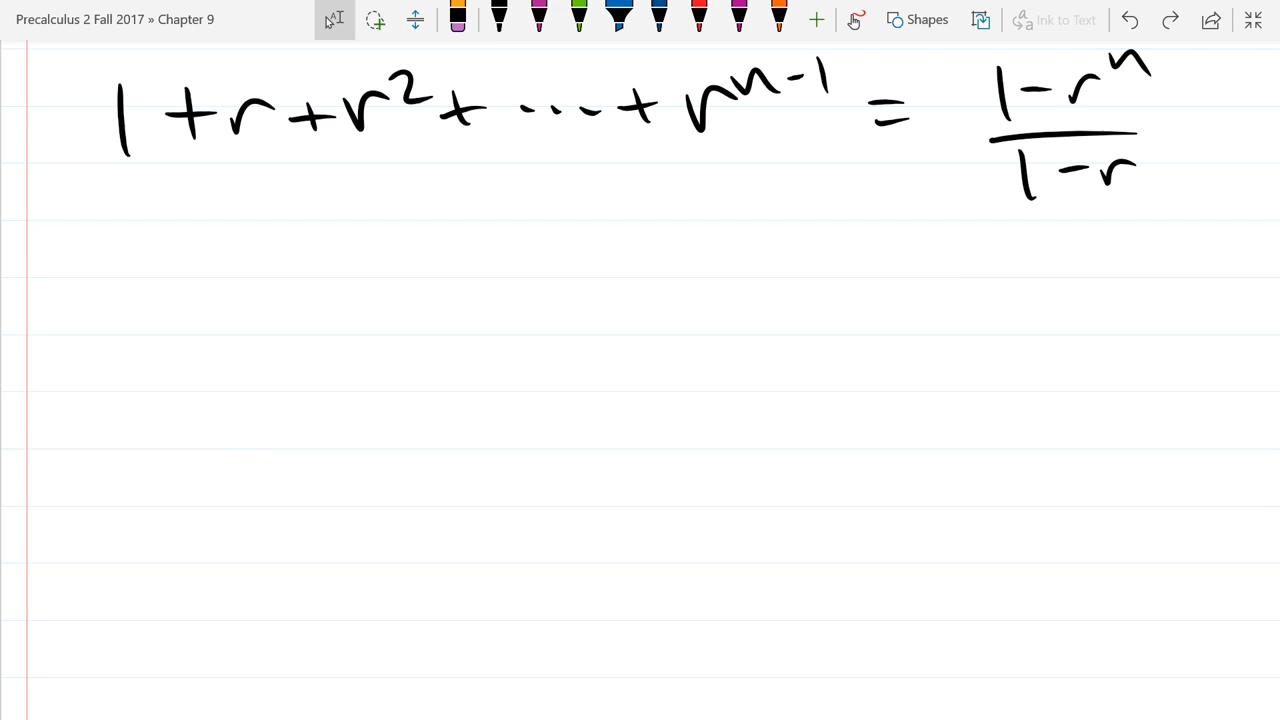 Precalculus 2 Fall 2017 » Chapter 9
Shapes
Ink to Text
1 + r + r² + ... + rⁿ⁻¹ = (1 - rⁿ) / (1 - r)